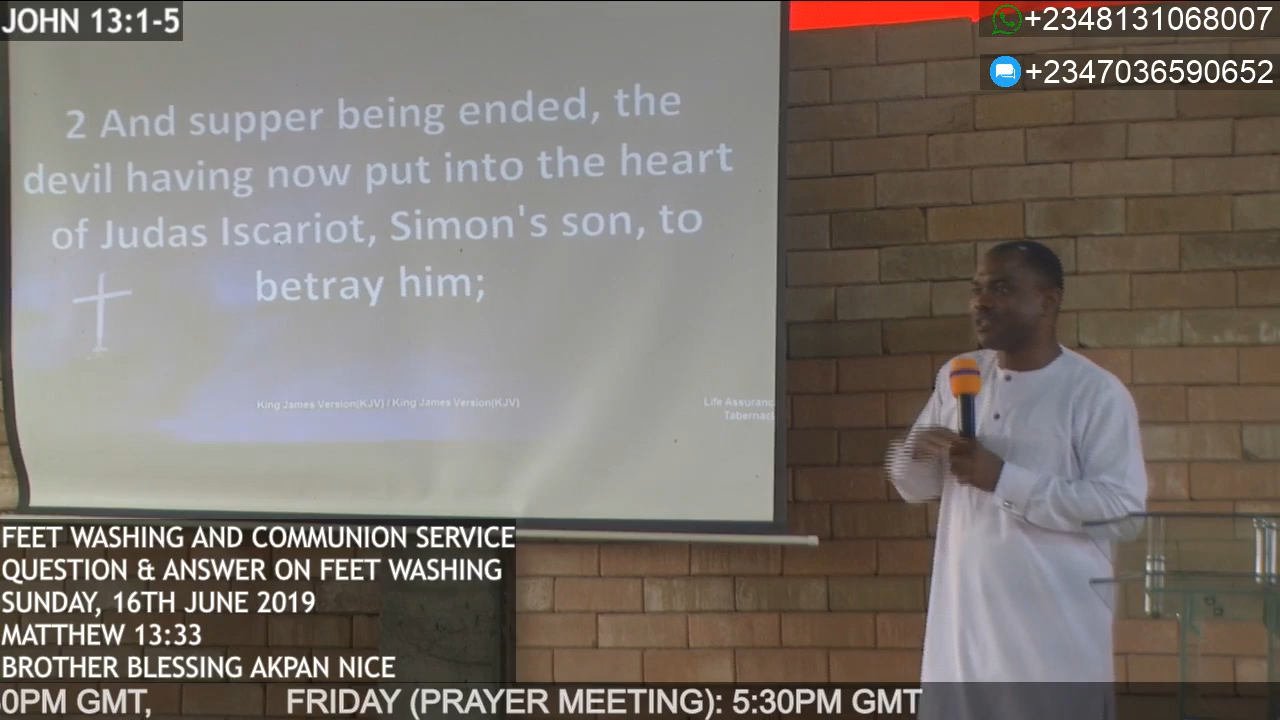 JOHN 13:1-5
+2348131068007
+2347036590652
2 And supper being ended, the
devil having now put into the heart
of Judas Iscariot, Simon's son, to
betray him;
King James Version(KJV) / King James Version(KJV)
Life Assuranc
Tabernac
FEET WASHING AND COMMUNION SERVICE
QUESTION & ANSWER ON FEET WASHING
SUNDAY, 16TH JUNE 2019
MATTHEW 13:33
BROTHER BLESSING AKPAN NICE
0PM GMT, FRIDAY (PRAYER MEETING): 5:30PM GMT